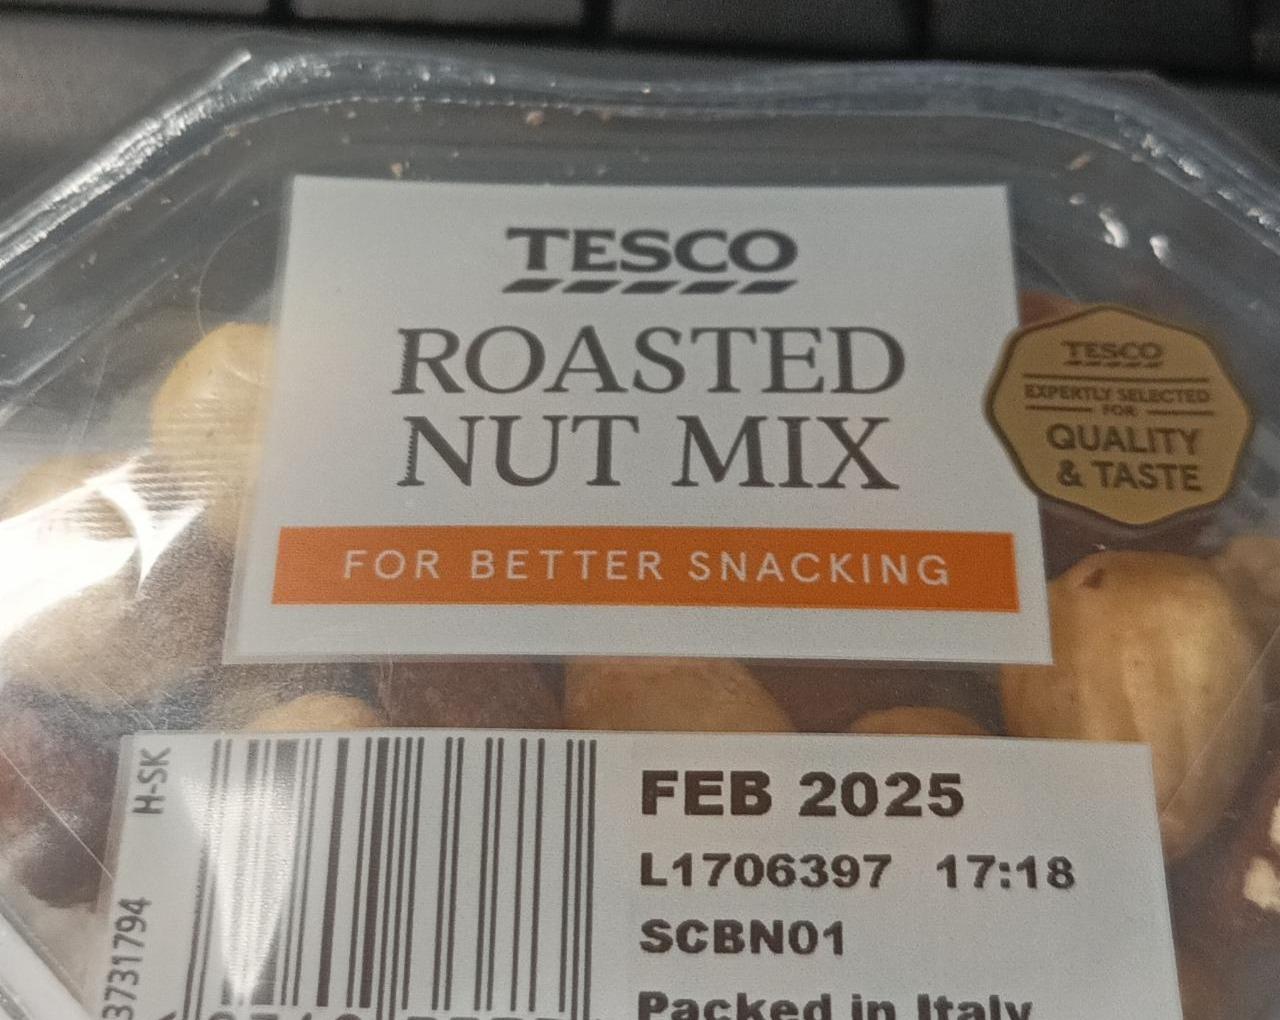 TESCO
ROASTED
NUT MIX
FOR BETTER SNACKING
TESCO
EXPERTLY SELECTED
FOR
QUALITY
& TASTE
H-SK
3731794
FEB 2025
L1706397 17:18
SCBN01
Packed in Italy